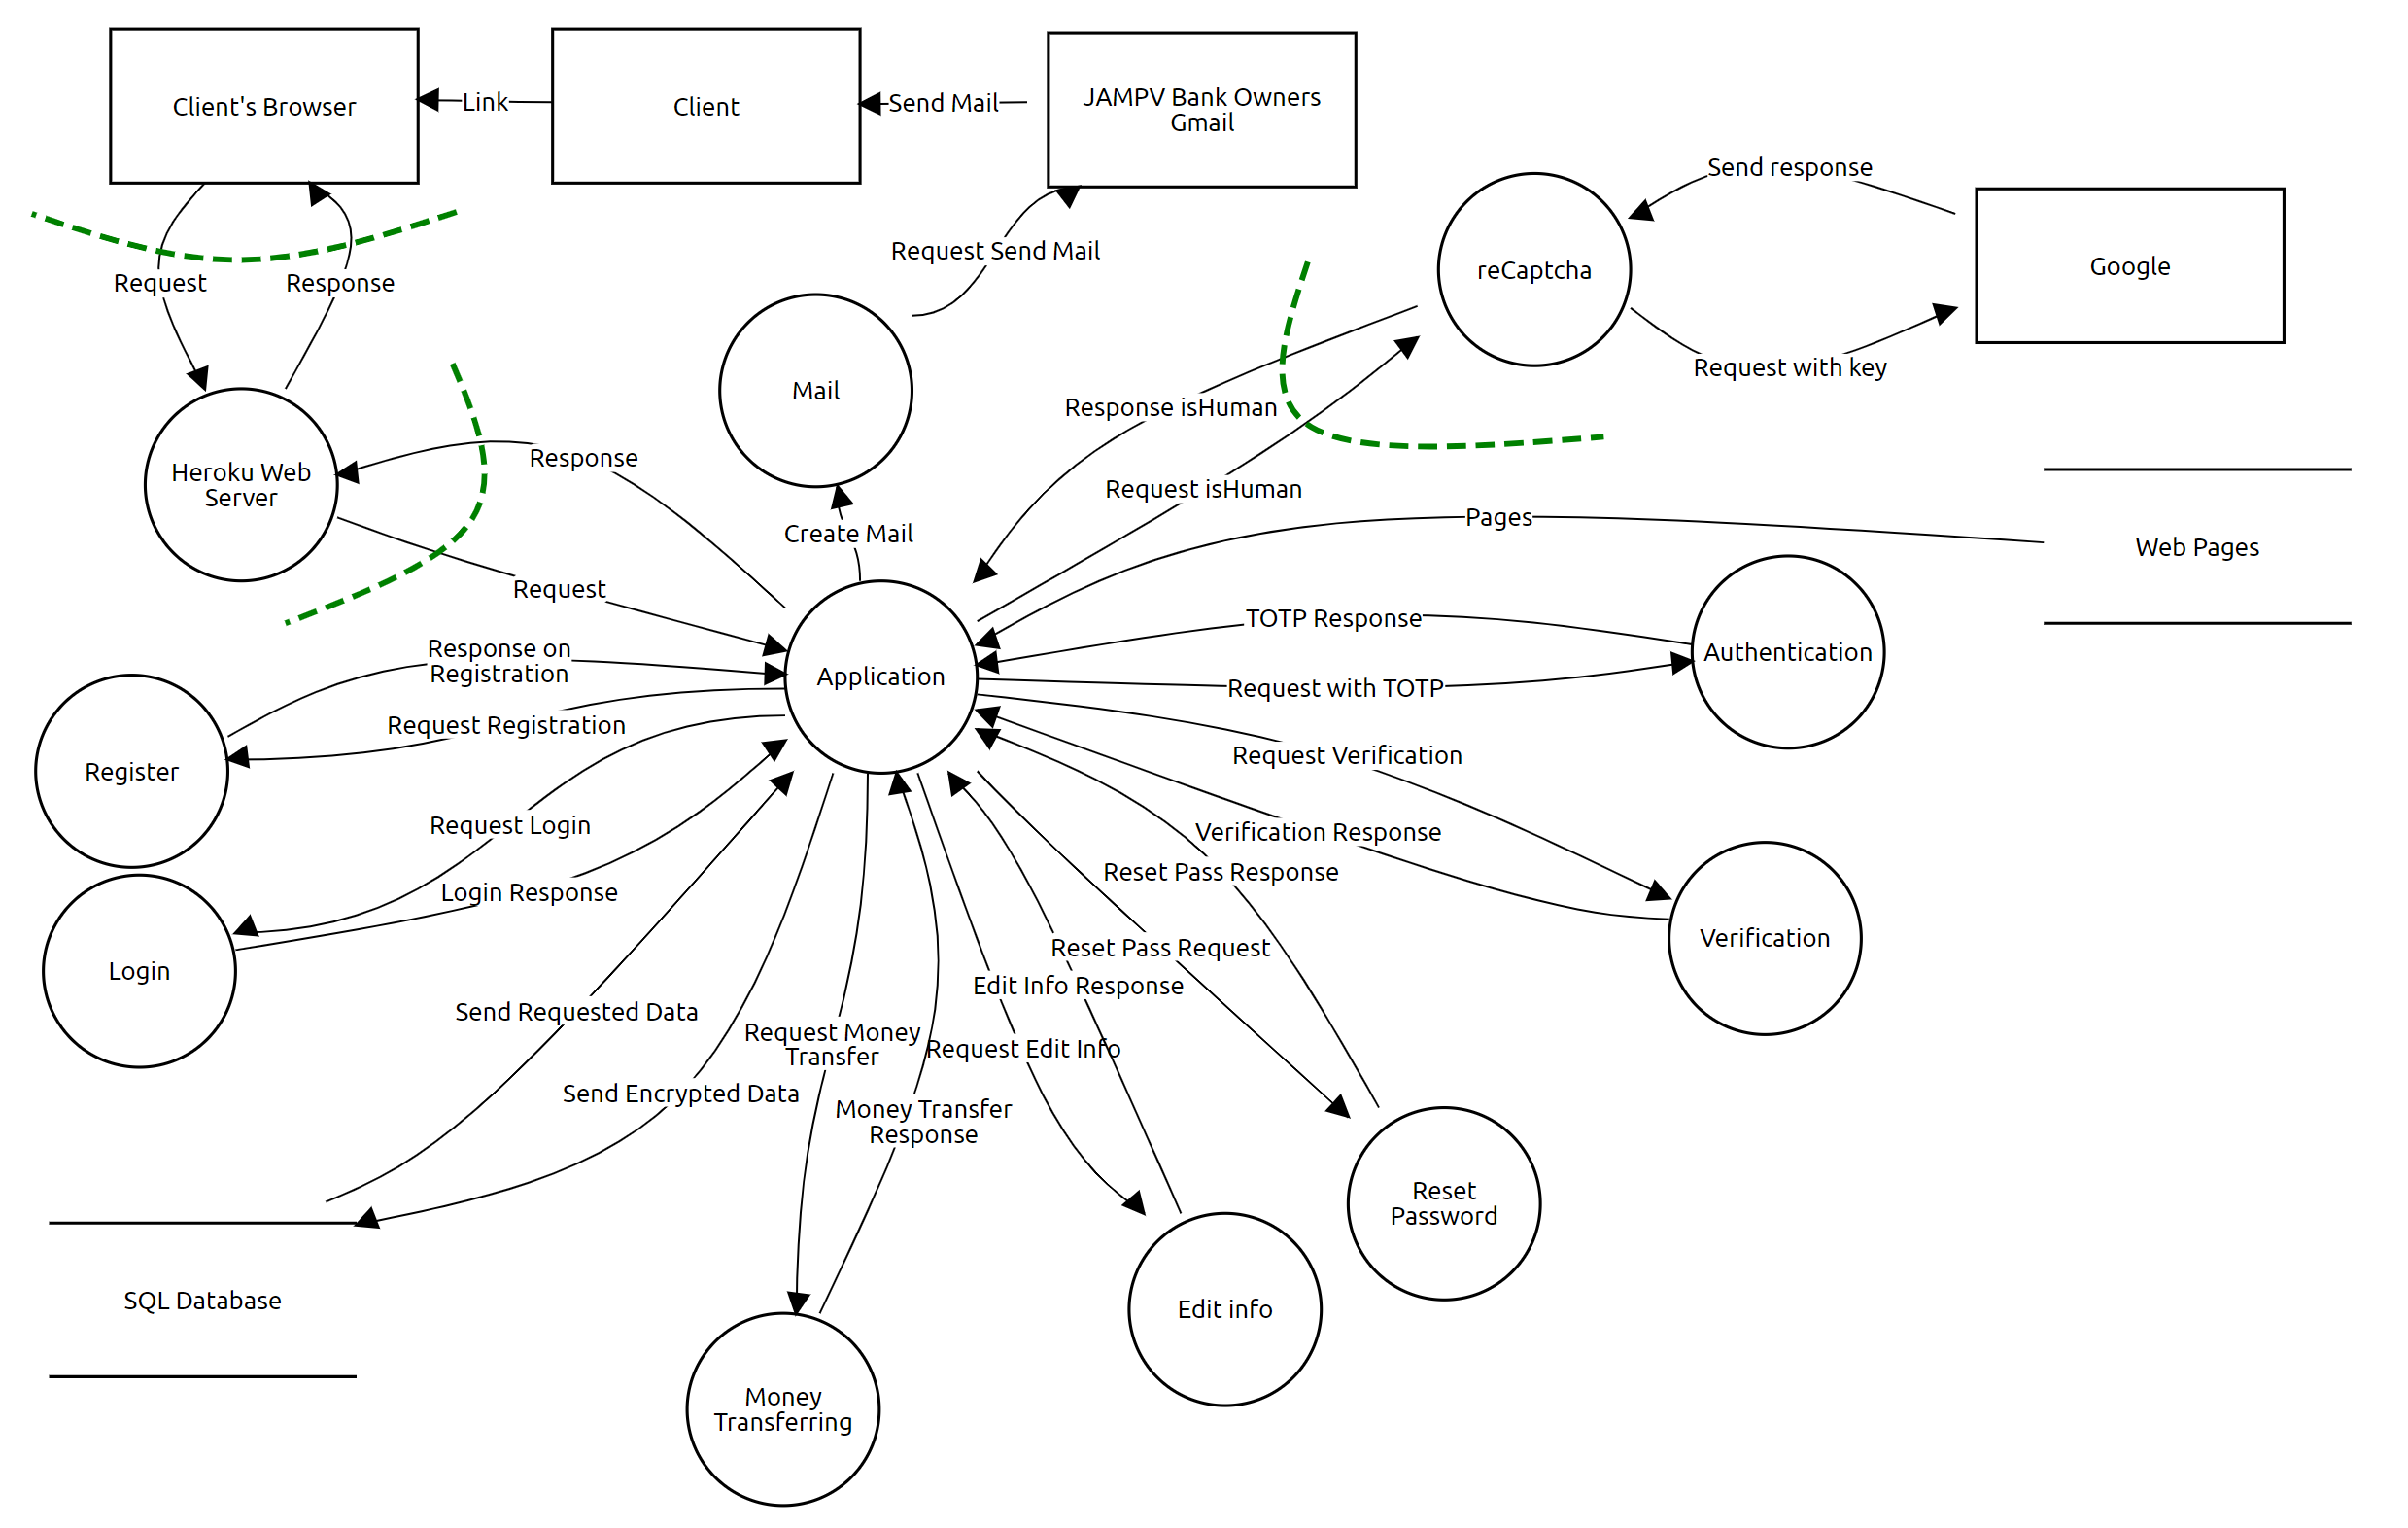 Client's Browser
Link
Client
Send Mail
JAMPV Bank Owners
Gmail
Send response
reCaptcha
Google
Request Send Mail
Request
Response
Request with key
Mail
Response isHuman
Heroku Web
Server
Response
Request isHuman
Create Mail
Pages
Web Pages
Request
TOTP Response
Authentication
Response on
Registration
Application
Request with TOTP
Request Registration
Register
Request Verification
Request Login
Verification Response
Login Response
Reset Pass Response
Login
Reset Pass Request
Verification
Edit Info Response
Send Requested Data
Request Money
Transfer
Request Edit Info
Send Encrypted Data
Money Transfer
Response
Reset
Password
SQL Database
Edit info
Money
Transferring